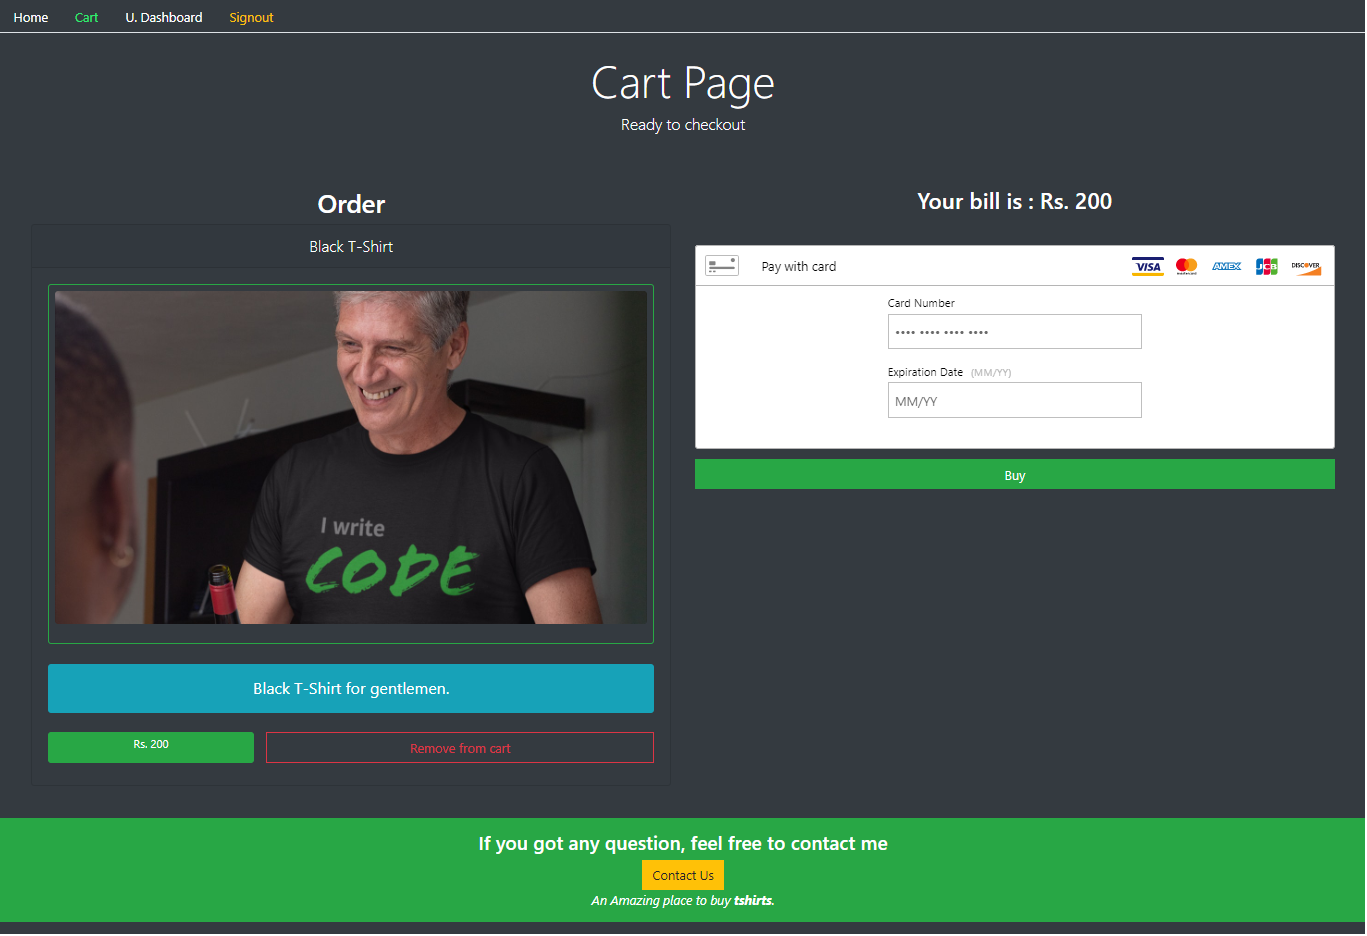 Home Cart U. Dashboard Signout
Cart Page
Ready to checkout
Order
Black T-Shirt
I write
CODE
Black T-Shirt for gentlemen.
Rs. 200 Remove from cart
Your bill is : Rs. 200
Pay with card VISA mastercard AMEX JCB DISCOVER
Card Number
•••• •••• •••• ••••
Expiration Date (MM/YY)
MM/YY
Buy
If you got any question, feel free to contact me
Contact Us
An Amazing place to buy tshirts.